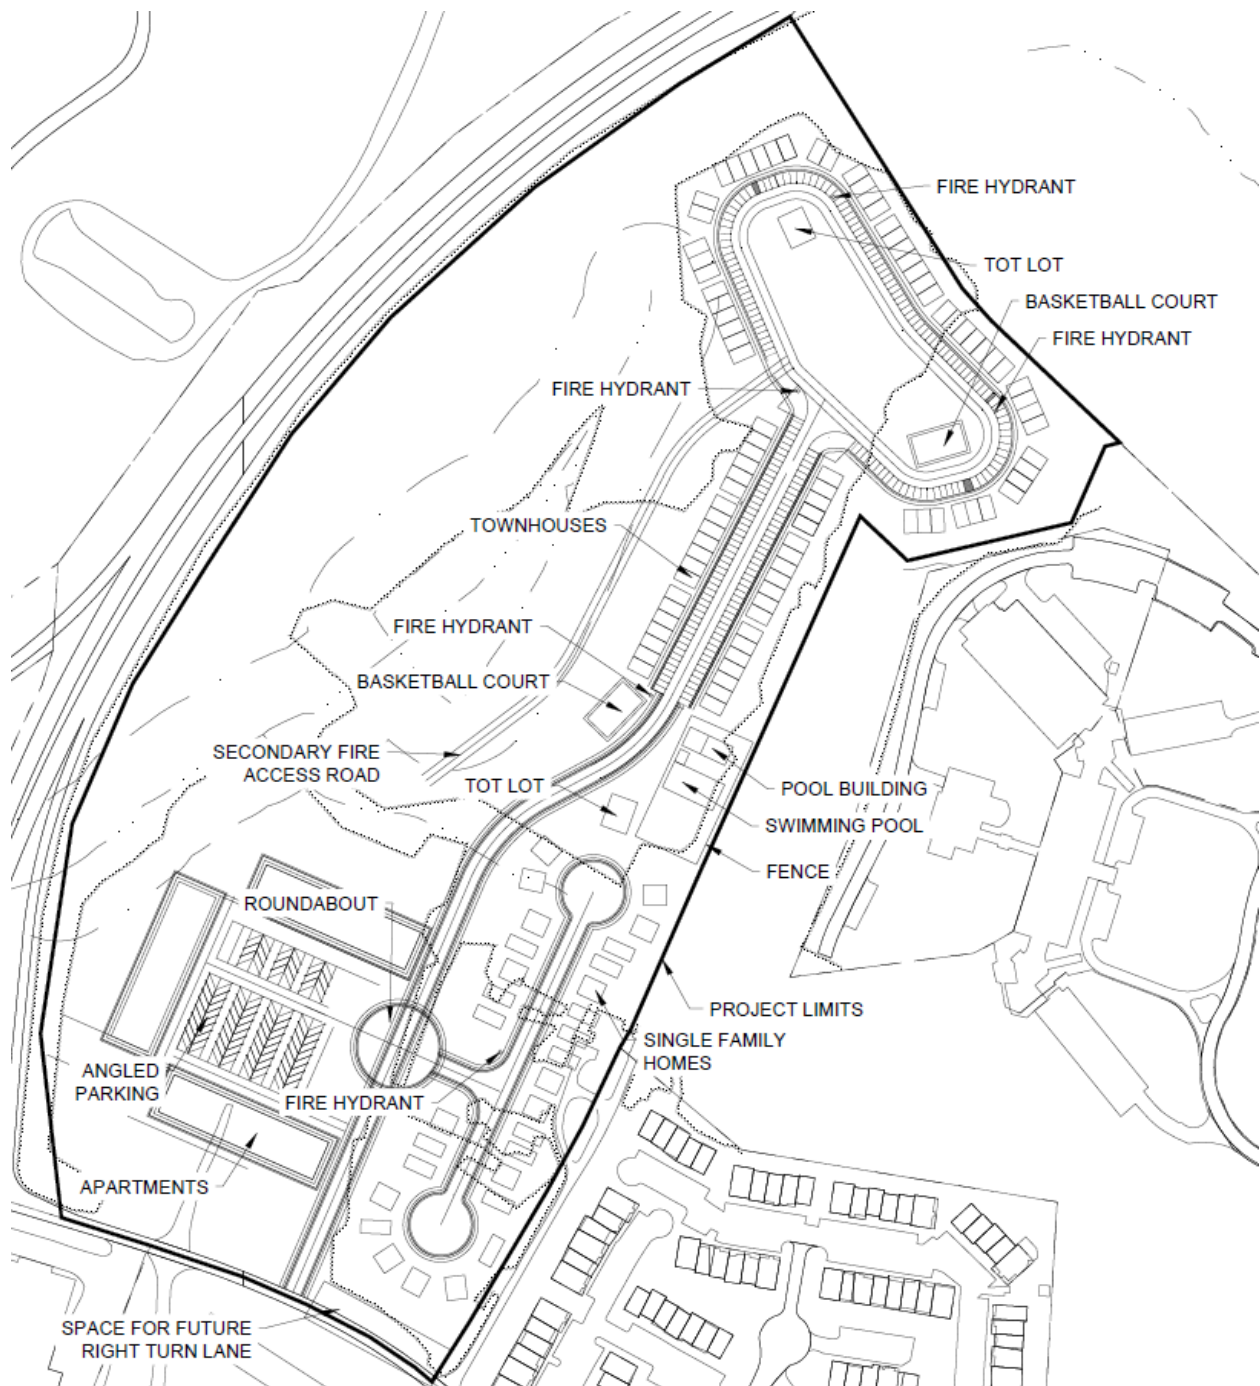 FIRE HYDRANT
TOT LOT
BASKETBALL COURT
FIRE HYDRANT
FIRE HYDRANT
TOWNHOUSES
FIRE HYDRANT
BASKETBALL COURT
SECONDARY FIRE
ACCESS ROAD
TOT LOT
POOL BUILDING
SWIMMING POOL
FENCE
ROUNDABOUT
PROJECT LIMITS
SINGLE FAMILY
HOMES
ANGLED
PARKING
FIRE HYDRANT
APARTMENTS
SPACE FOR FUTURE
RIGHT TURN LANE